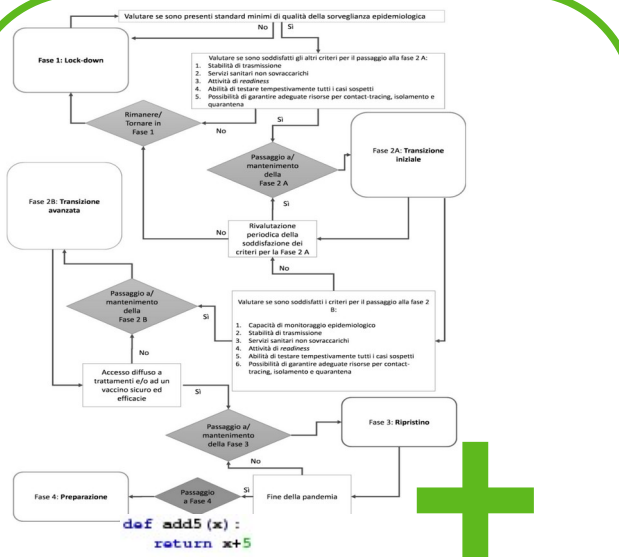 Valutare se sono presenti standard minimi di qualità della sorveglianza epidemiologica
No
Sì
Fase 1: Lock-down
Valutare se sono soddisfatti gli altri criteri per il passaggio alla fase 2 A:
1. Stabilità di trasmissione
2. Servizi sanitari non sovraccarichi
3. Attività di readiness
4. Abilità di testare tempestivamente tutti i casi sospetti
5. Possibilità di garantire adeguate risorse per contact-tracing, isolamento e
quarantena
Rimanere/
Tornare in
Fase 1
No
Sì
Passaggio a/
mantenimento
della
Fase 2 A
Fase 2A: Transizione
iniziale
Fase 2B: Transizione
avanzata
Sì
No
Rivalutazione
periodica della
soddisfazione dei
criteri per la Fase 2 A
No
Passaggio a/
mantenimento
della
Fase 2 B
Sì
Valutare se sono soddisfatti i criteri per il passaggio alla fase 2
B:
1. Capacità di monitoraggio epidemiologico
2. Stabilità di trasmissione
3. Servizi sanitari non sovraccarichi
4. Attività di readiness
5. Abilità di testare tempestivamente tutti i casi sospetti
6. Possibilità di garantire adeguate risorse per contact-
tracing, isolamento e quarantena
No
Accesso diffuso a
trattamenti e/o ad un
vaccino sicuro ed
efficacie
Sì
Passaggio a/
mantenimento
della Fase 3
Fase 3: Ripristino
No
Fase 4: Preparazione
Passaggio
a Fase 4
Sì
Fine della pandemia
def add5(x):
return x+5